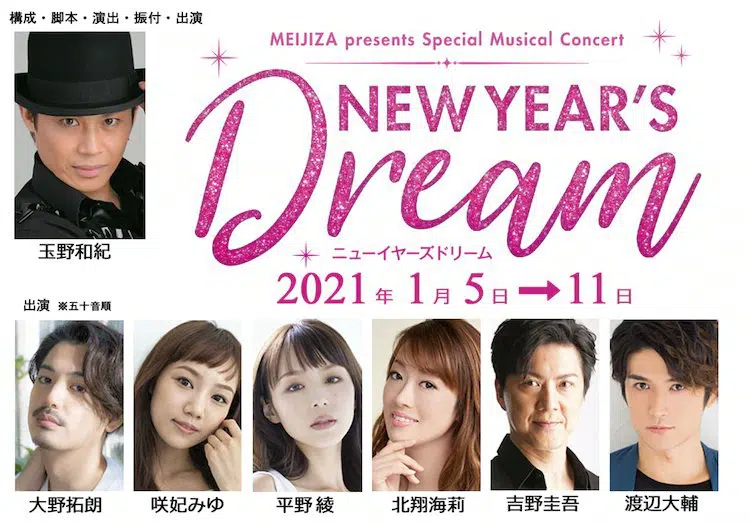 構成・脚本・演出・振付・出演
玉野和紀
MEIJIZA presents Special Musical Concert
NEW YEAR'S
Dream
ニューイヤーズドリーム
2021年 1月 5日➞11日
出演 ※五十音順
大野拓朗
咲妃みゆ
平野 綾
北翔海莉
吉野圭吾
渡辺大輔